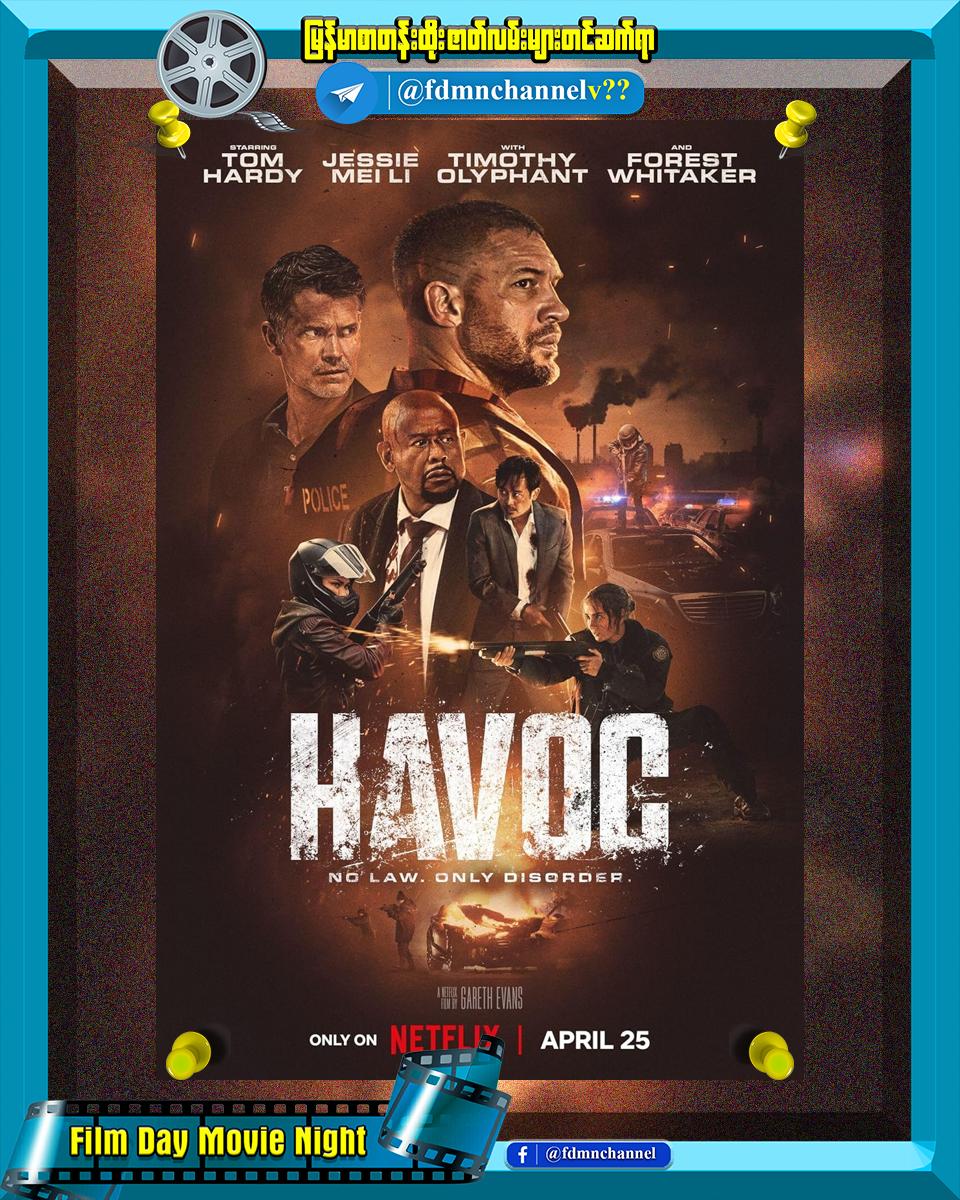 မြန်မာစာတန်းထိုးဇာတ်လမ်းများတင်ဆက်ရာ
@fdmnchannelv??
STARRING
TOM HARDY
JESSIE MEI LI
WITH
TIMOTHY OLYPHANT
AND
FOREST WHITAKER
POLICE
HAVOC
NO LAW. ONLY DISORDER.
A NETFLIX FILM BY GARETH EVANS
ONLY ON NETFLIX | APRIL 25
Film Day Movie Night
f | @fdmnchannel